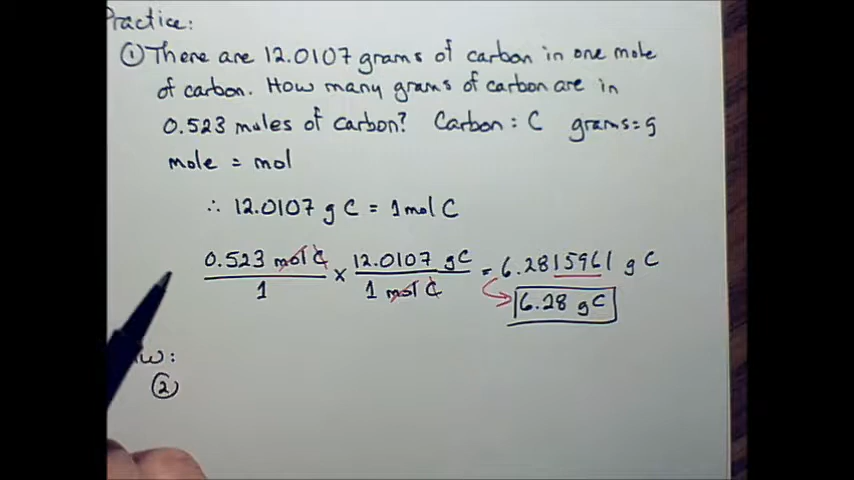 Practice:
① There are 12.0107 grams of carbon in one mole
of carbon. How many grams of carbon are in
0.523 moles of carbon? Carbon : C grams = g
mole = mol
∴ 12.0107 g C = 1 mol C
0.523 mol C / 1 × 12.0107 g C / 1 mol C = 6.2815961 g C
6.28 g C
②